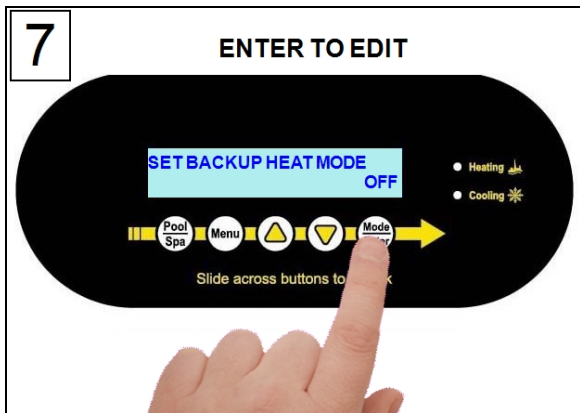 7
ENTER TO EDIT
SET BACKUP HEAT MODE
OFF
Heating
Cooling
Pool
Spa
Menu
Mode
Slide across buttons to